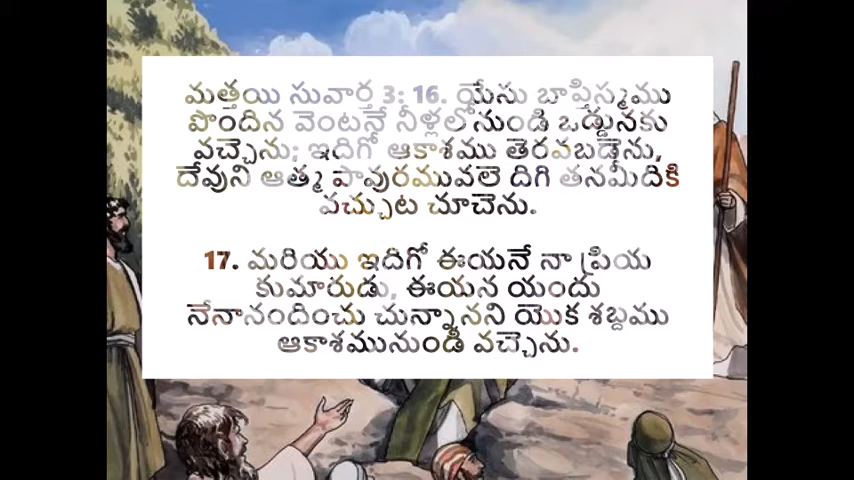 మత్తయి సువార్త 3: 16. యేసు బాప్తిస్మము
పొందిన వెంటనే నీళ్లలోనుండి ఒడ్డునకు
వచ్చెను; ఇదిగో ఆకాశము తెరవబడెను,
దేవుని ఆత్మ పావురమువలె దిగి తనమీదికి
వచ్చుట చూచెను.
17. మరియు ఇదిగో ఈయనే నా ప్రియ
కుమారుడు, ఈయన యందు
నేనానందించు చున్నానని యొక శబ్దము
ఆకాశమునుండి వచ్చెను.